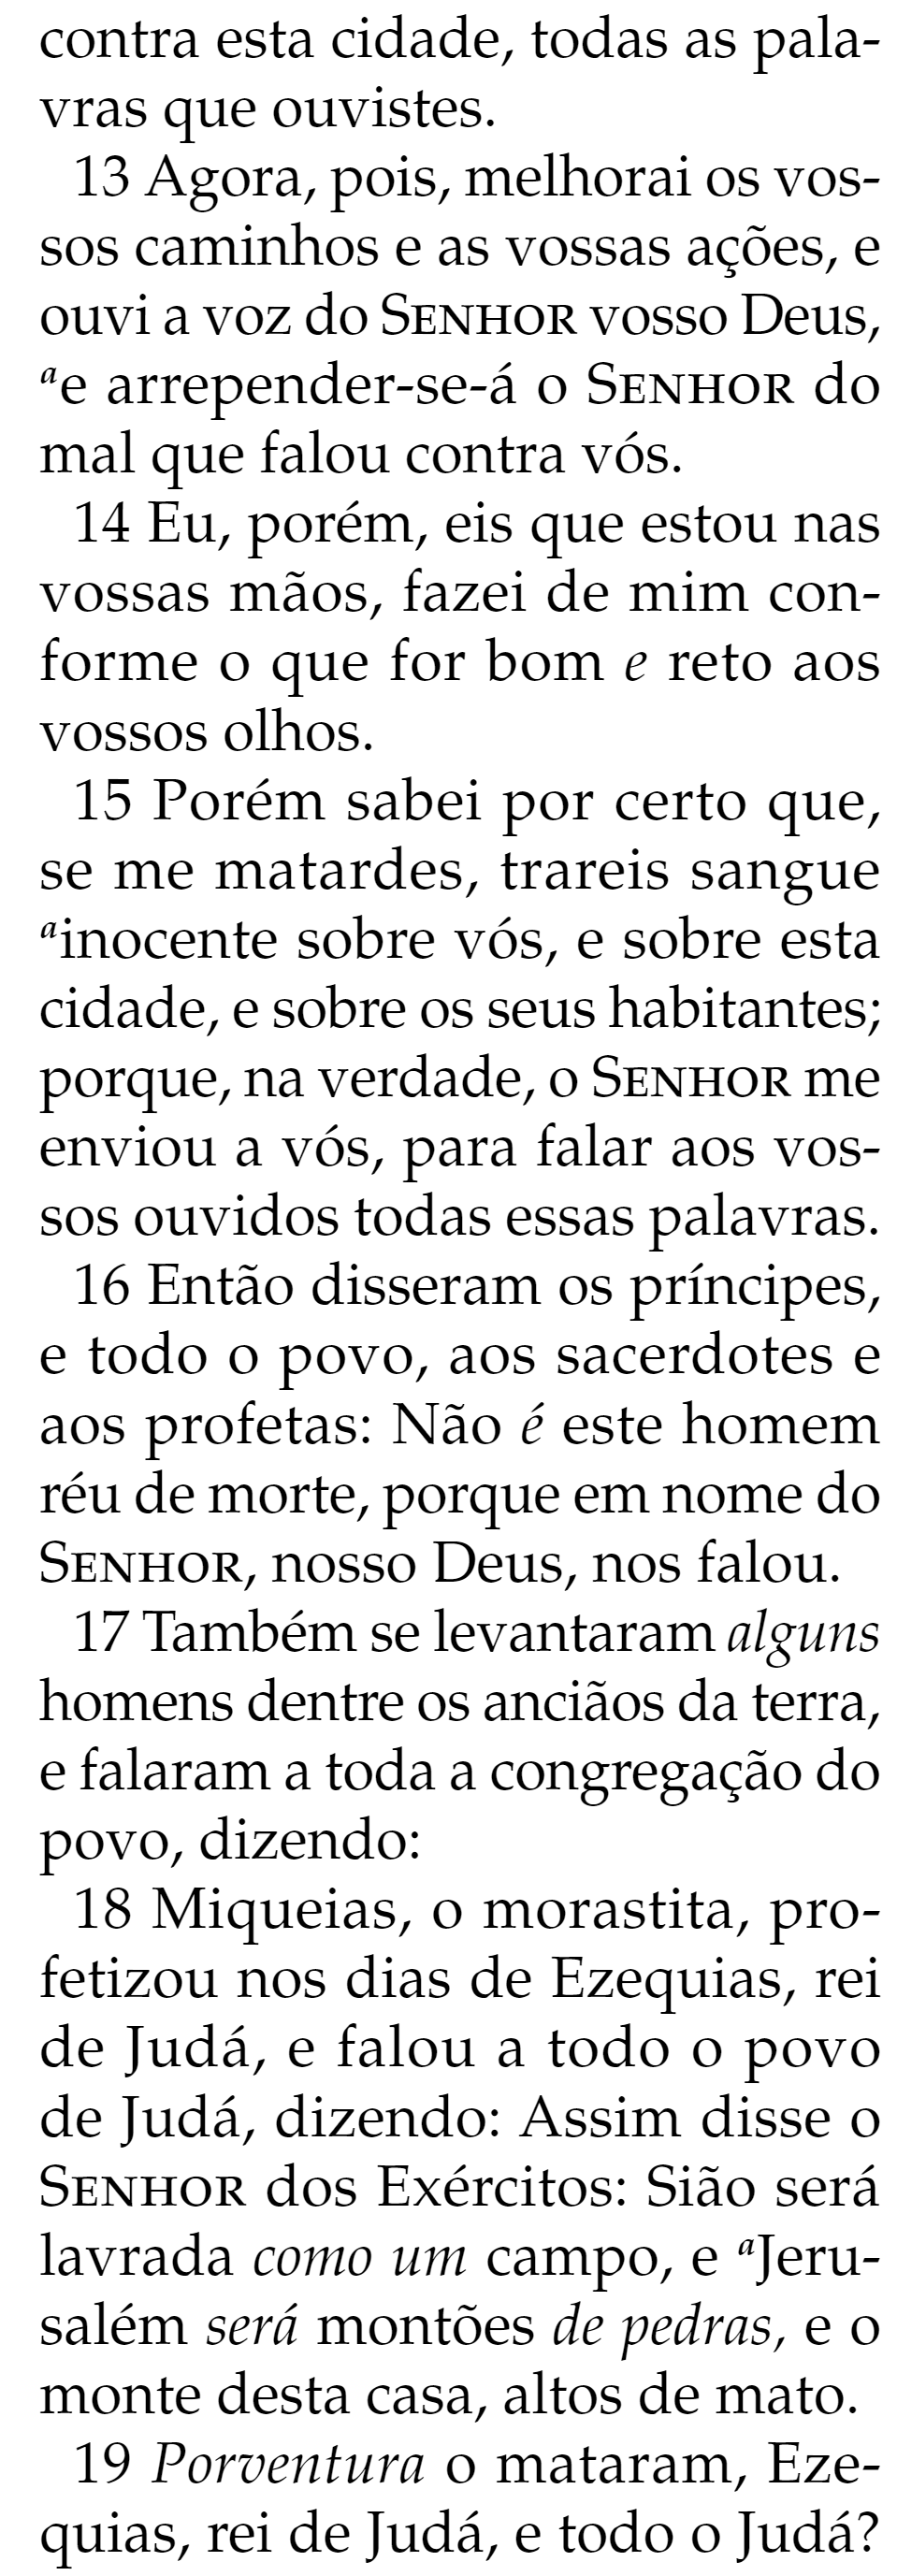 contra esta cidade, todas as pala-
vras que ouvistes.
13 Agora, pois, melhorai os vos-
sos caminhos e as vossas ações, e
ouvi a voz do SENHOR vosso Deus,
ae arrepender-se-á o SENHOR do
mal que falou contra vós.
14 Eu, porém, eis que estou nas
vossas mãos, fazei de mim con-
forme o que for bom e reto aos
vossos olhos.
15 Porém sabei por certo que,
se me matardes, trareis sangue
ainocente sobre vós, e sobre esta
cidade, e sobre os seus habitantes;
porque, na verdade, o SENHOR me
enviou a vós, para falar aos vos-
sos ouvidos todas essas palavras.
16 Então disseram os príncipes,
e todo o povo, aos sacerdotes e
aos profetas: Não é este homem
réu de morte, porque em nome do
SENHOR, nosso Deus, nos falou.
17 Também se levantaram alguns
homens dentre os anciãos da terra,
e falaram a toda a congregação do
povo, dizendo:
18 Miqueias, o morastita, pro-
fetizou nos dias de Ezequias, rei
de Judá, e falou a todo o povo
de Judá, dizendo: Assim disse o
SENHOR dos Exércitos: Sião será
lavrada como um campo, e aJeru-
salém será montões de pedras, e o
monte desta casa, altos de mato.
19 Porventura o mataram, Eze-
quias, rei de Judá, e todo o Judá?